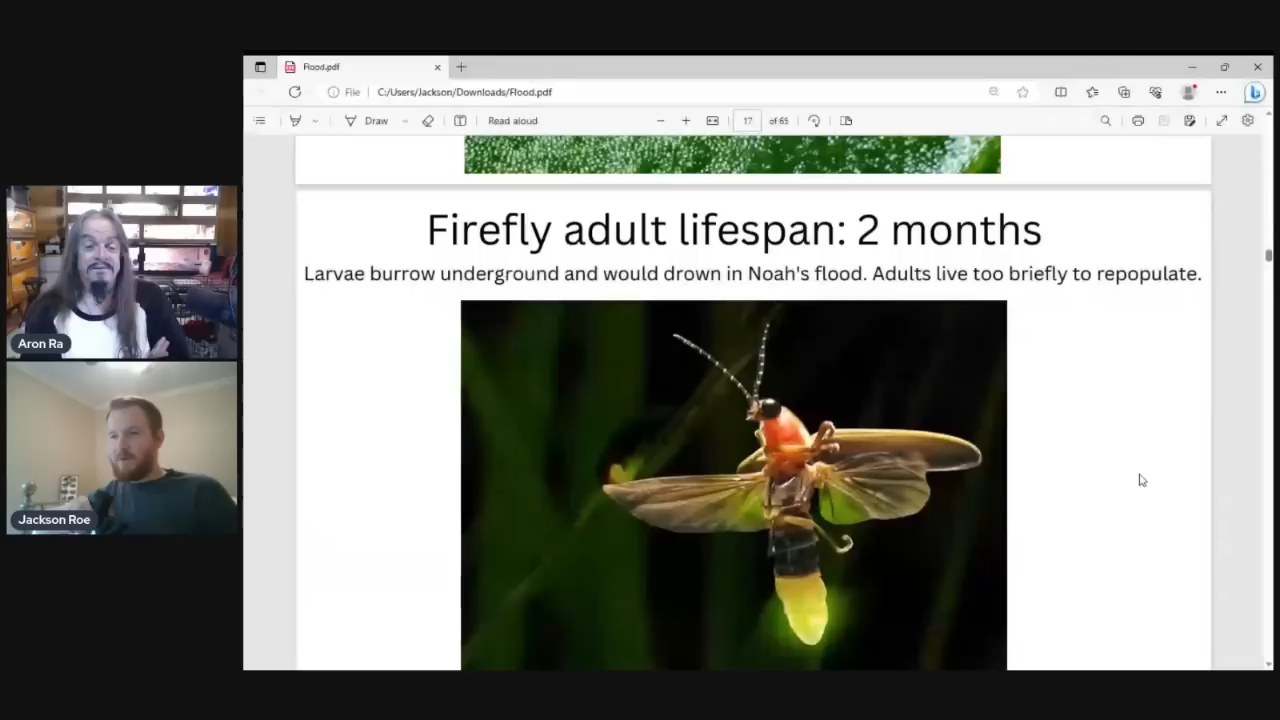 Flood.pdf
File
C:/Users/Jackson/Downloads/Flood.pdf
Draw
Read aloud
17
of 65
Firefly adult lifespan: 2 months
Larvae burrow underground and would drown in Noah's flood. Adults live too briefly to repopulate.
Aron Ra
Jackson Roe